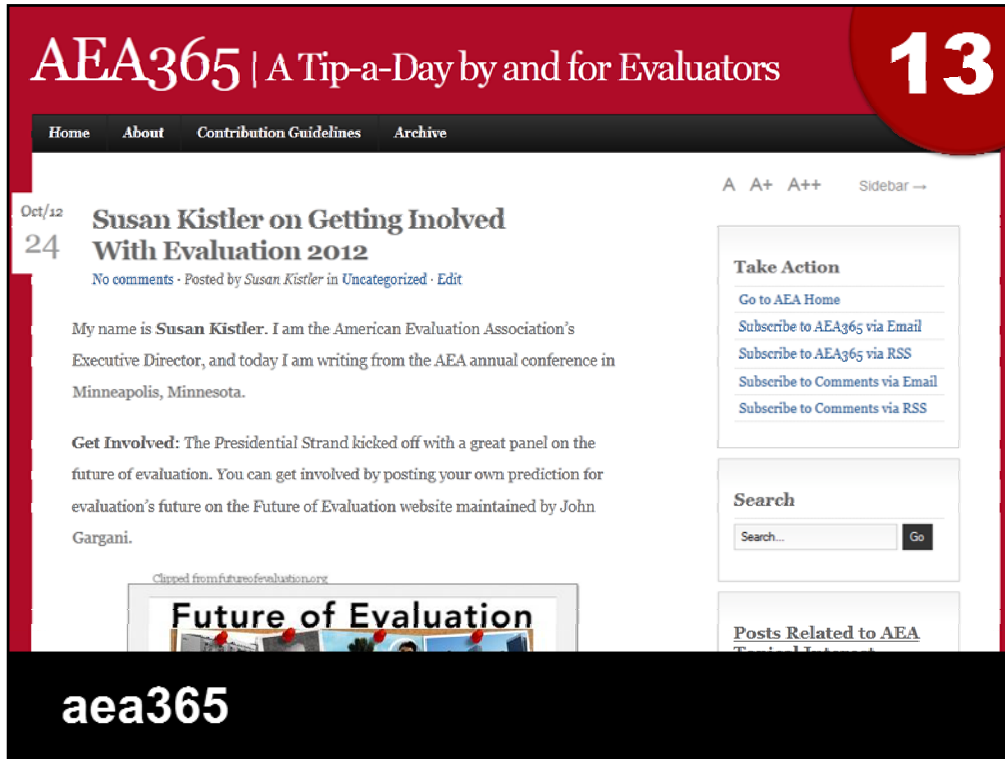 AEA365 | A Tip-a-Day by and for Evaluators
13
Home About Contribution Guidelines Archive
A A+ A++ Sidebar →
Oct/12
24
Susan Kistler on Getting Inolved
With Evaluation 2012
No comments · Posted by Susan Kistler in Uncategorized · Edit
My name is Susan Kistler. I am the American Evaluation Association's
Executive Director, and today I am writing from the AEA annual conference in
Minneapolis, Minnesota.
Get Involved: The Presidential Strand kicked off with a great panel on the
future of evaluation. You can get involved by posting your own prediction for
evaluation's future on the Future of Evaluation website maintained by John
Gargani.
Clipped from futureofevaluation.org
Future of Evaluation
Take Action
Go to AEA Home
Subscribe to AEA365 via Email
Subscribe to AEA365 via RSS
Subscribe to Comments via Email
Subscribe to Comments via RSS
Search
Search... Go
Posts Related to AEA
Topical Interest
aea365